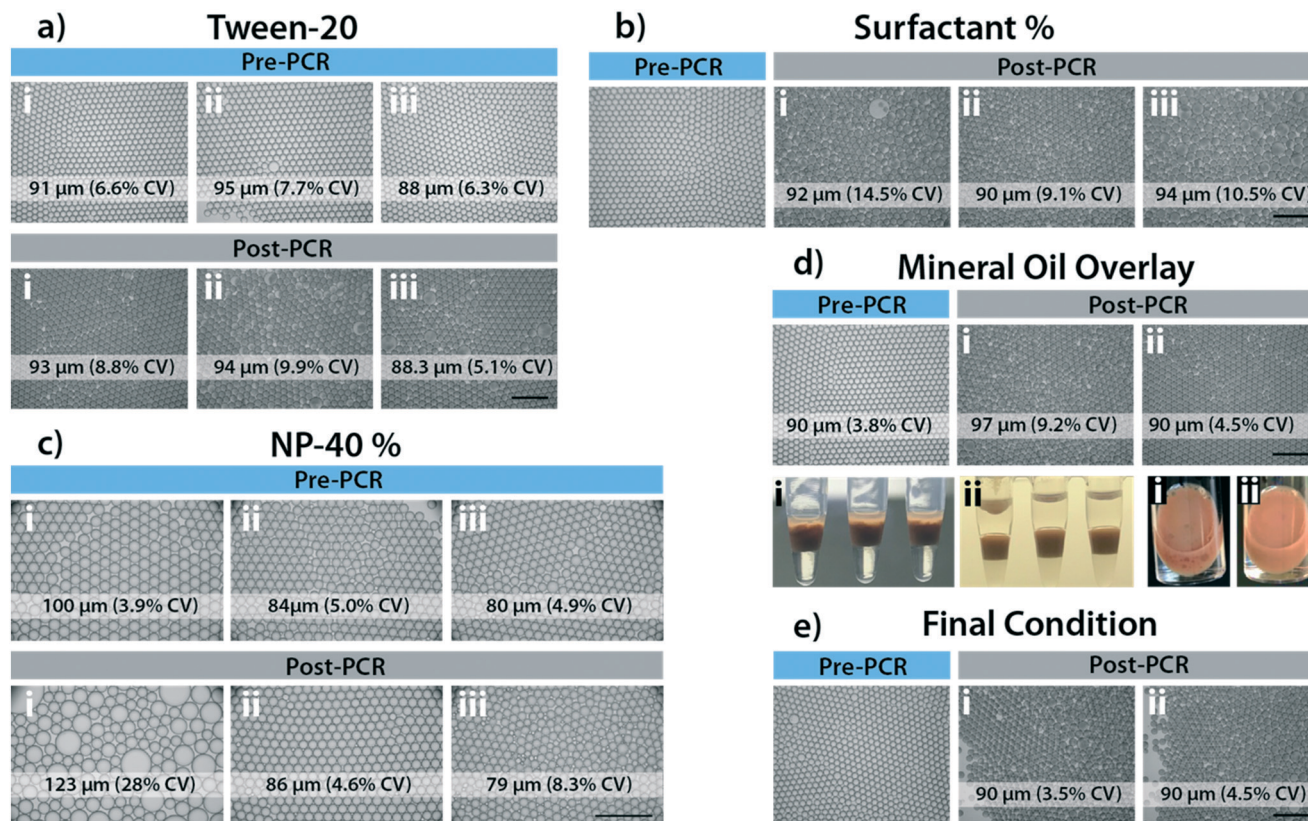 a) Tween-20
Pre-PCR
i ii iii
91 µm (6.6% CV) 95 µm (7.7% CV) 88 µm (6.3% CV)
Post-PCR
i ii iii
93 µm (8.8% CV) 94 µm (9.9% CV) 88.3 µm (5.1% CV)
b) Surfactant %
Pre-PCR Post-PCR
i ii iii
92 µm (14.5% CV) 90 µm (9.1% CV) 94 µm (10.5% CV)
c) NP-40 %
Pre-PCR
i ii iii
100 µm (3.9% CV) 84µm (5.0% CV) 80 µm (4.9% CV)
Post-PCR
i ii iii
123 µm (28% CV) 86 µm (4.6% CV) 79 µm (8.3% CV)
d) Mineral Oil Overlay
Pre-PCR Post-PCR
i ii
90 µm (3.8% CV) 97 µm (9.2% CV) 90 µm (4.5% CV)
i ii i ii
e) Final Condition
Pre-PCR Post-PCR
i ii
90 µm (3.5% CV) 90 µm (4.5% CV)